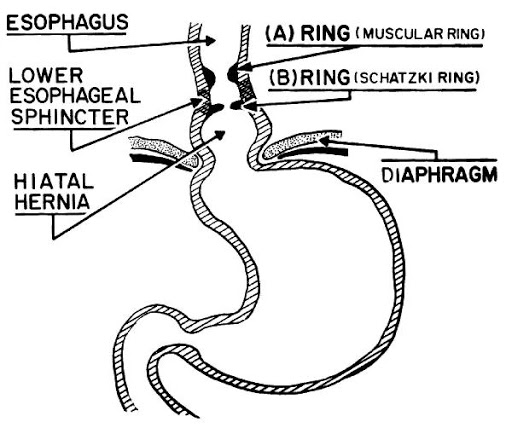 ESOPHAGUS
(A) RING (MUSCULAR RING)
LOWER
ESOPHAGEAL
SPHINCTER
(B) RING (SCHATZKI RING)
HIATAL
HERNIA
DIAPHRAGM